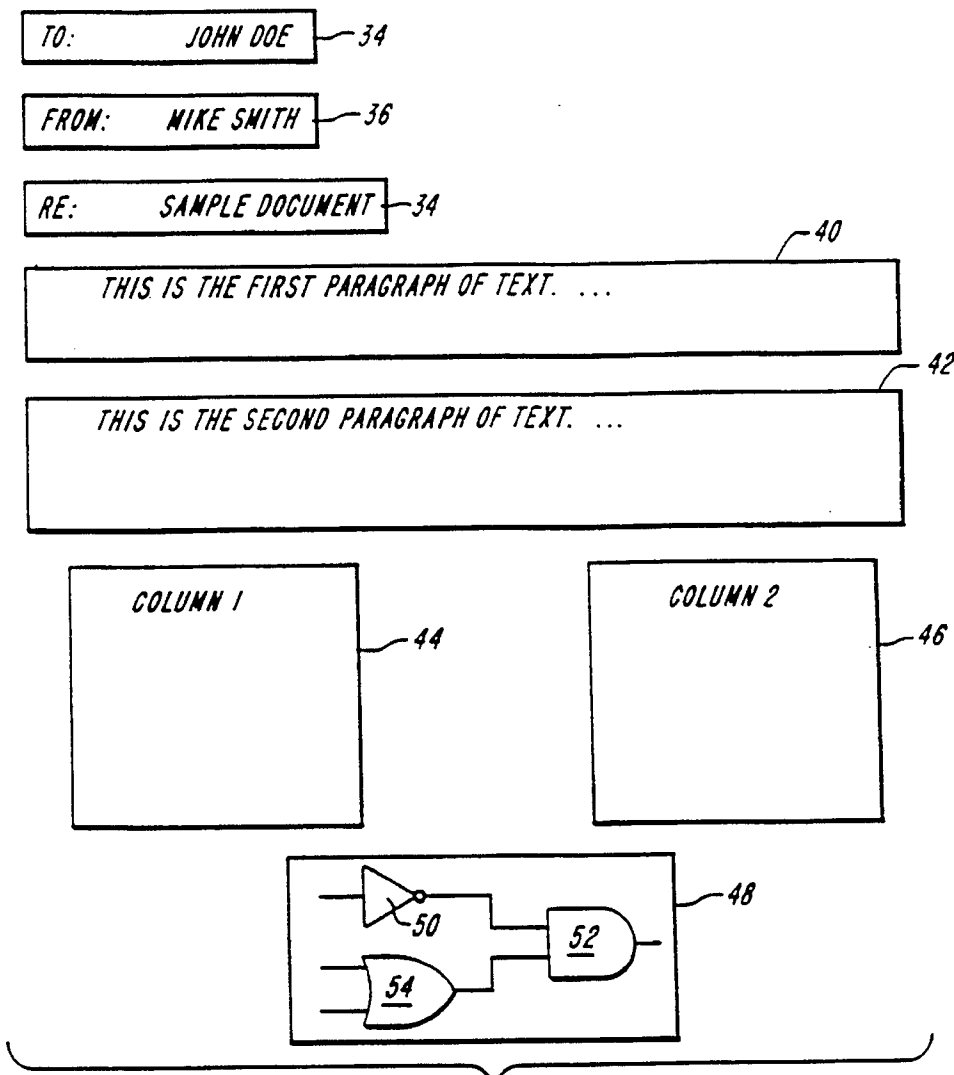 TO: JOHN DOE 34
FROM: MIKE SMITH 36
RE: SAMPLE DOCUMENT 34
40
THIS IS THE FIRST PARAGRAPH OF TEXT. ...
42
THIS IS THE SECOND PARAGRAPH OF TEXT. ...
COLUMN 1
44
COLUMN 2
46
48
50
52
54